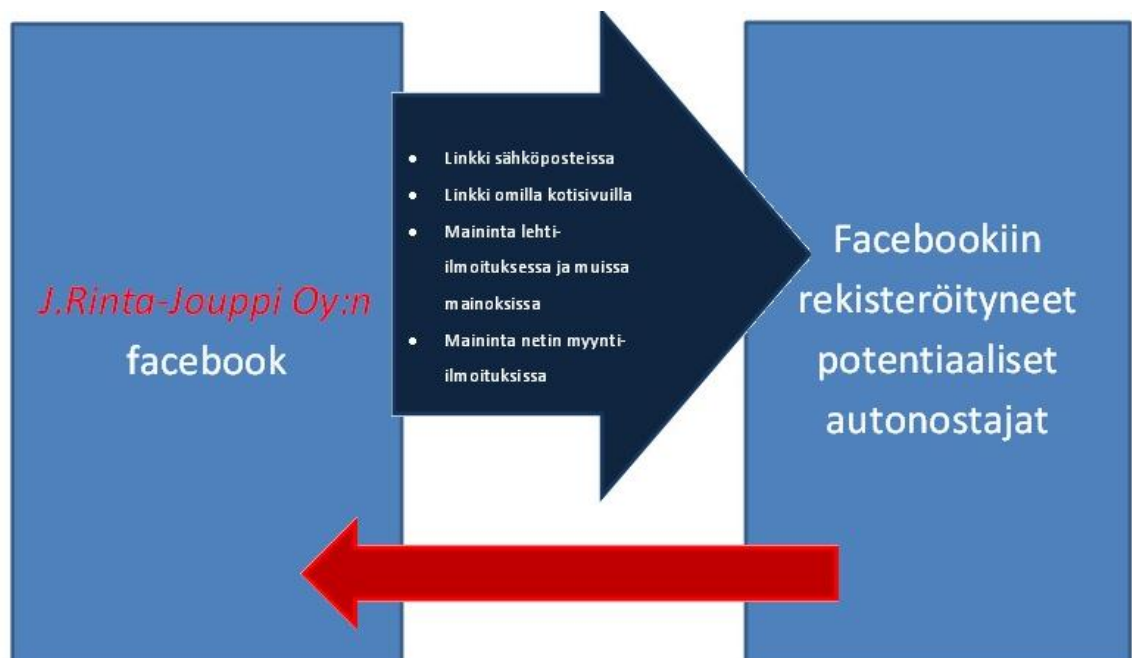 J.Rinta-Jouppi Oy:n
facebook
• Linkki sähköposteissa
• Linkki omilla kotisivuilla
• Maininta lehti-
ilmoituksessa ja muissa
mainoksissa
• Maininta netin myynti-
ilmoituksissa
Facebookiin
rekisteröityneet
potentiaaliset
autonostajat